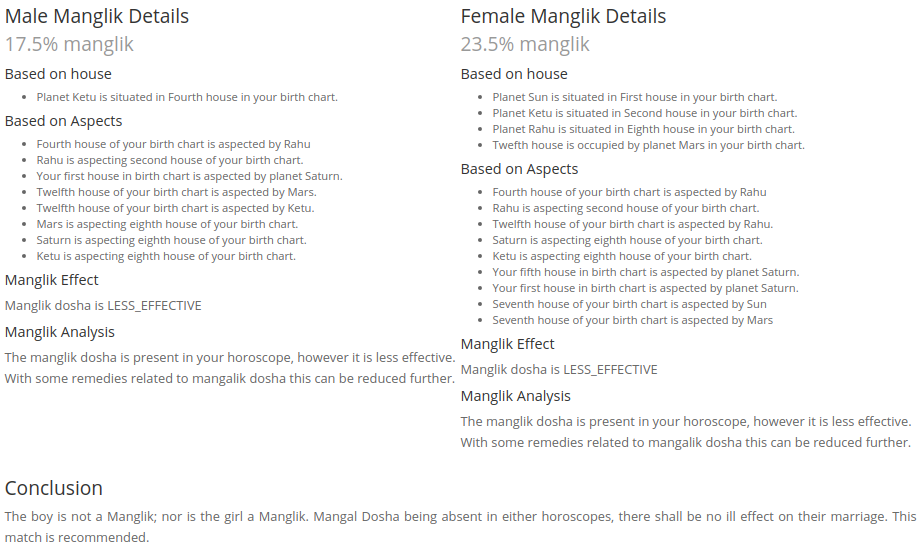 Male Manglik Details
17.5% manglik
Based on house
Planet Ketu is situated in Fourth house in your birth chart.
Based on Aspects
Fourth house of your birth chart is aspected by Rahu
Rahu is aspecting second house of your birth chart.
Your first house in birth chart is aspected by planet Saturn.
Twelfth house of your birth chart is aspected by Mars.
Twelfth house of your birth chart is aspected by Ketu.
Mars is aspecting eighth house of your birth chart.
Saturn is aspecting eighth house of your birth chart.
Ketu is aspecting eighth house of your birth chart.
Manglik Effect
Manglik dosha is LESS_EFFECTIVE
Manglik Analysis
The manglik dosha is present in your horoscope, however it is less effective.
With some remedies related to mangalik dosha this can be reduced further.
Female Manglik Details
23.5% manglik
Based on house
Planet Sun is situated in First house in your birth chart.
Planet Ketu is situated in Second house in your birth chart.
Planet Rahu is situated in Eighth house in your birth chart.
Twefth house is occupied by planet Mars in your birth chart.
Based on Aspects
Fourth house of your birth chart is aspected by Rahu
Rahu is aspecting second house of your birth chart.
Twelfth house of your birth chart is aspected by Rahu.
Saturn is aspecting eighth house of your birth chart.
Ketu is aspecting eighth house of your birth chart.
Your fifth house in birth chart is aspected by planet Saturn.
Your first house in birth chart is aspected by planet Saturn.
Seventh house of your birth chart is aspected by Sun
Seventh house of your birth chart is aspected by Mars
Manglik Effect
Manglik dosha is LESS_EFFECTIVE
Manglik Analysis
The manglik dosha is present in your horoscope, however it is less effective.
With some remedies related to mangalik dosha this can be reduced further.
Conclusion
The boy is not a Manglik; nor is the girl a Manglik. Mangal Dosha being absent in either horoscopes, there shall be no ill effect on their marriage. This
match is recommended.